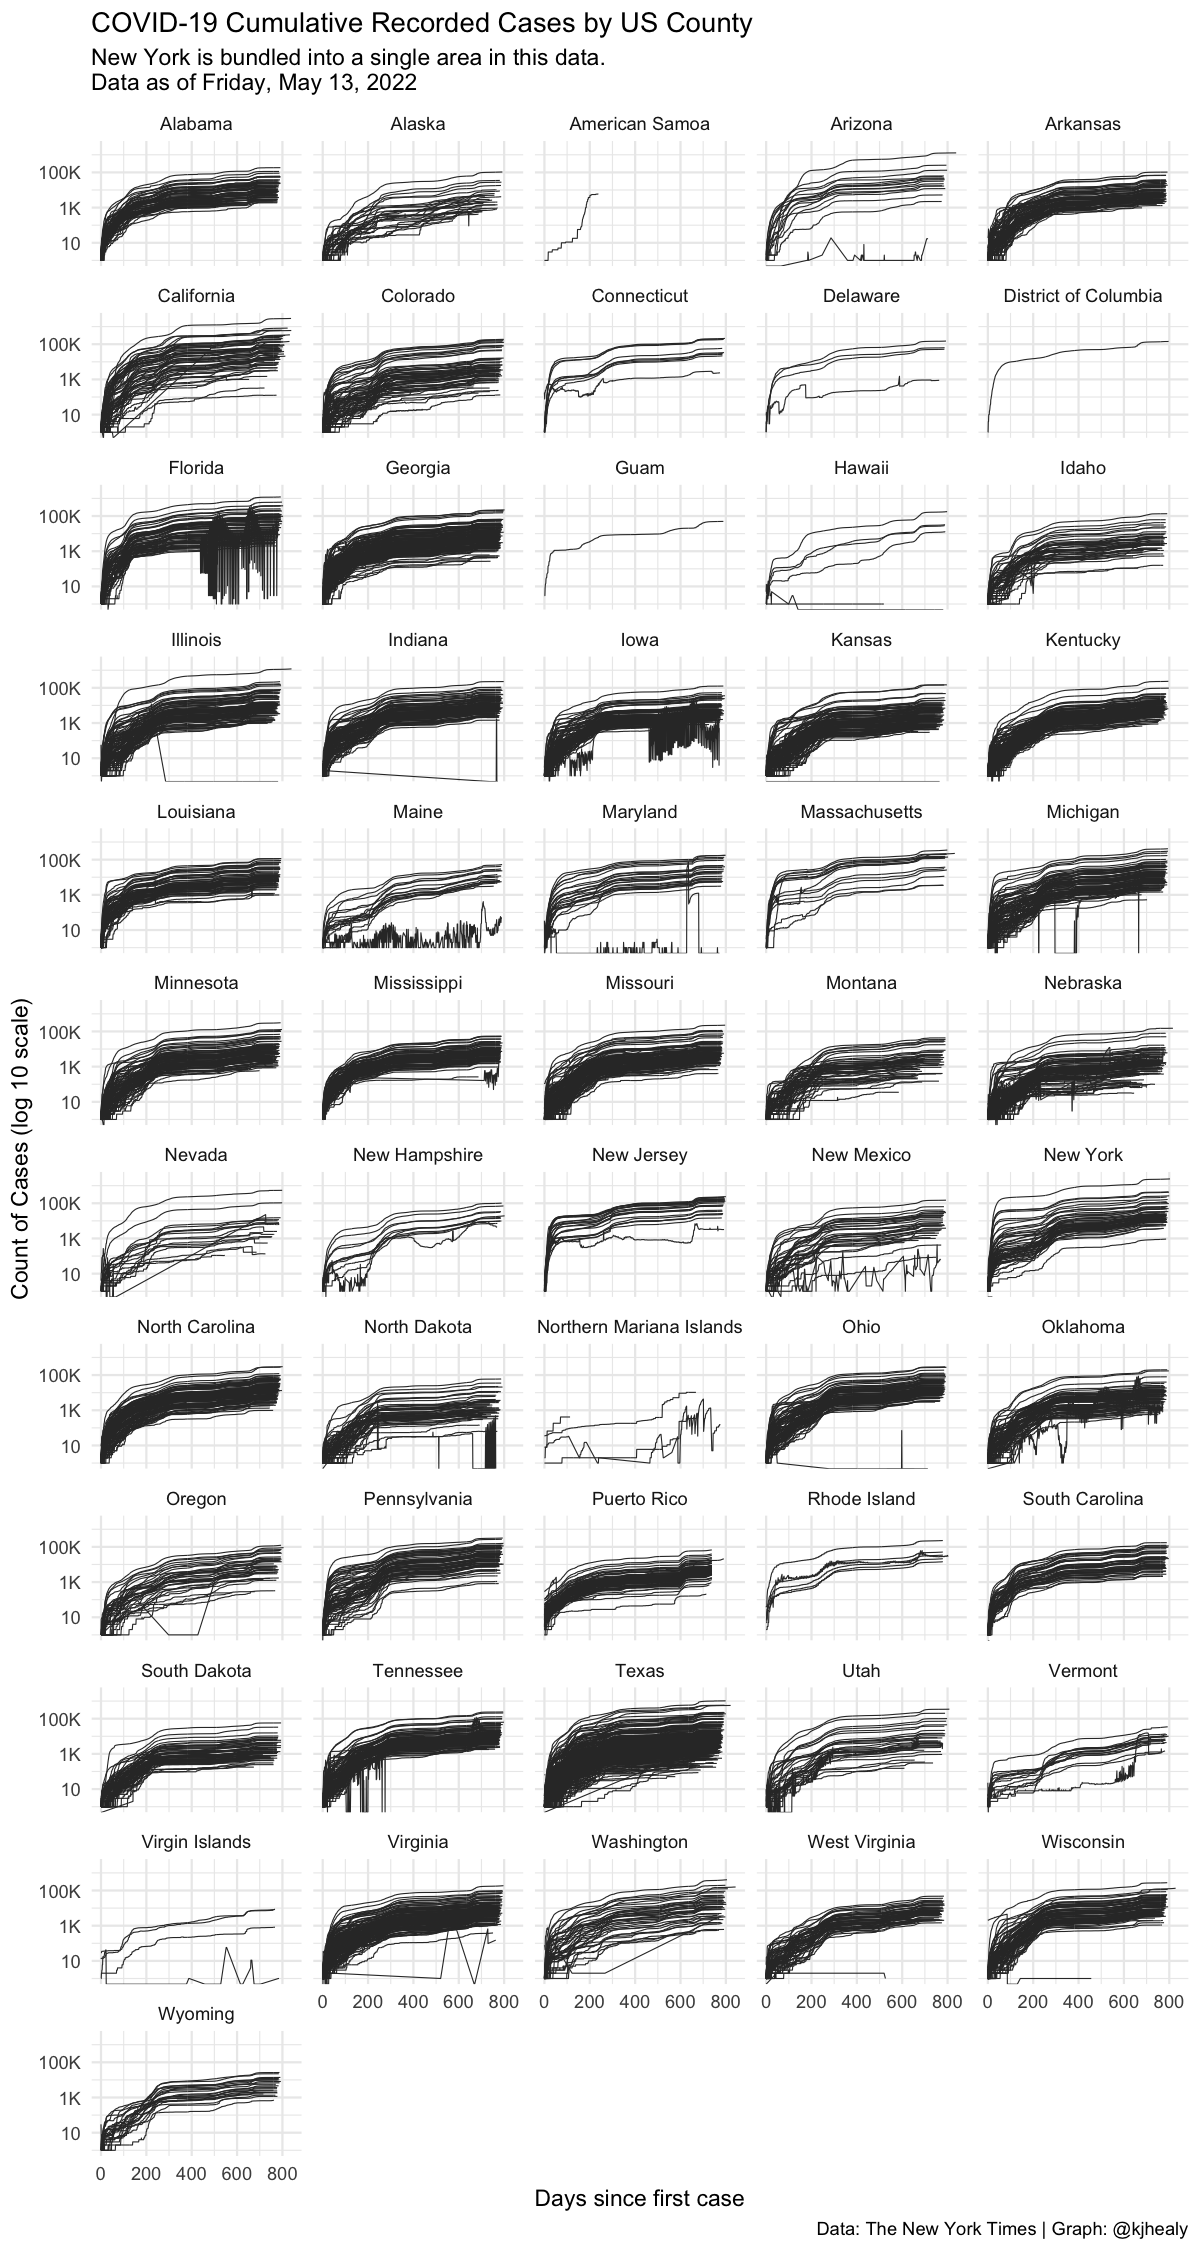 COVID-19 Cumulative Recorded Cases by US County
New York is bundled into a single area in this data.
Data as of Friday, May 13, 2022
Alabama Alaska American Samoa Arizona Arkansas
100K
1K
10
California Colorado Connecticut Delaware District of Columbia
100K
1K
10
Florida Georgia Guam Hawaii Idaho
100K
1K
10
Illinois Indiana Iowa Kansas Kentucky
100K
1K
10
Louisiana Maine Maryland Massachusetts Michigan
100K
1K
10
Minnesota Mississippi Missouri Montana Nebraska
100K
1K
10
Count of Cases (log 10 scale)
Nevada New Hampshire New Jersey New Mexico New York
100K
1K
10
North Carolina North Dakota Northern Mariana Islands Ohio Oklahoma
100K
1K
10
Oregon Pennsylvania Puerto Rico Rhode Island South Carolina
100K
1K
10
South Dakota Tennessee Texas Utah Vermont
100K
1K
10
Virgin Islands Virginia Washington West Virginia Wisconsin
100K
1K
10
0 200 400 600 800 0 200 400 600 800 0 200 400 600 800 0 200 400 600 800
Wyoming
100K
1K
10
0 200 400 600 800
Days since first case
Data: The New York Times | Graph: @kjhealy